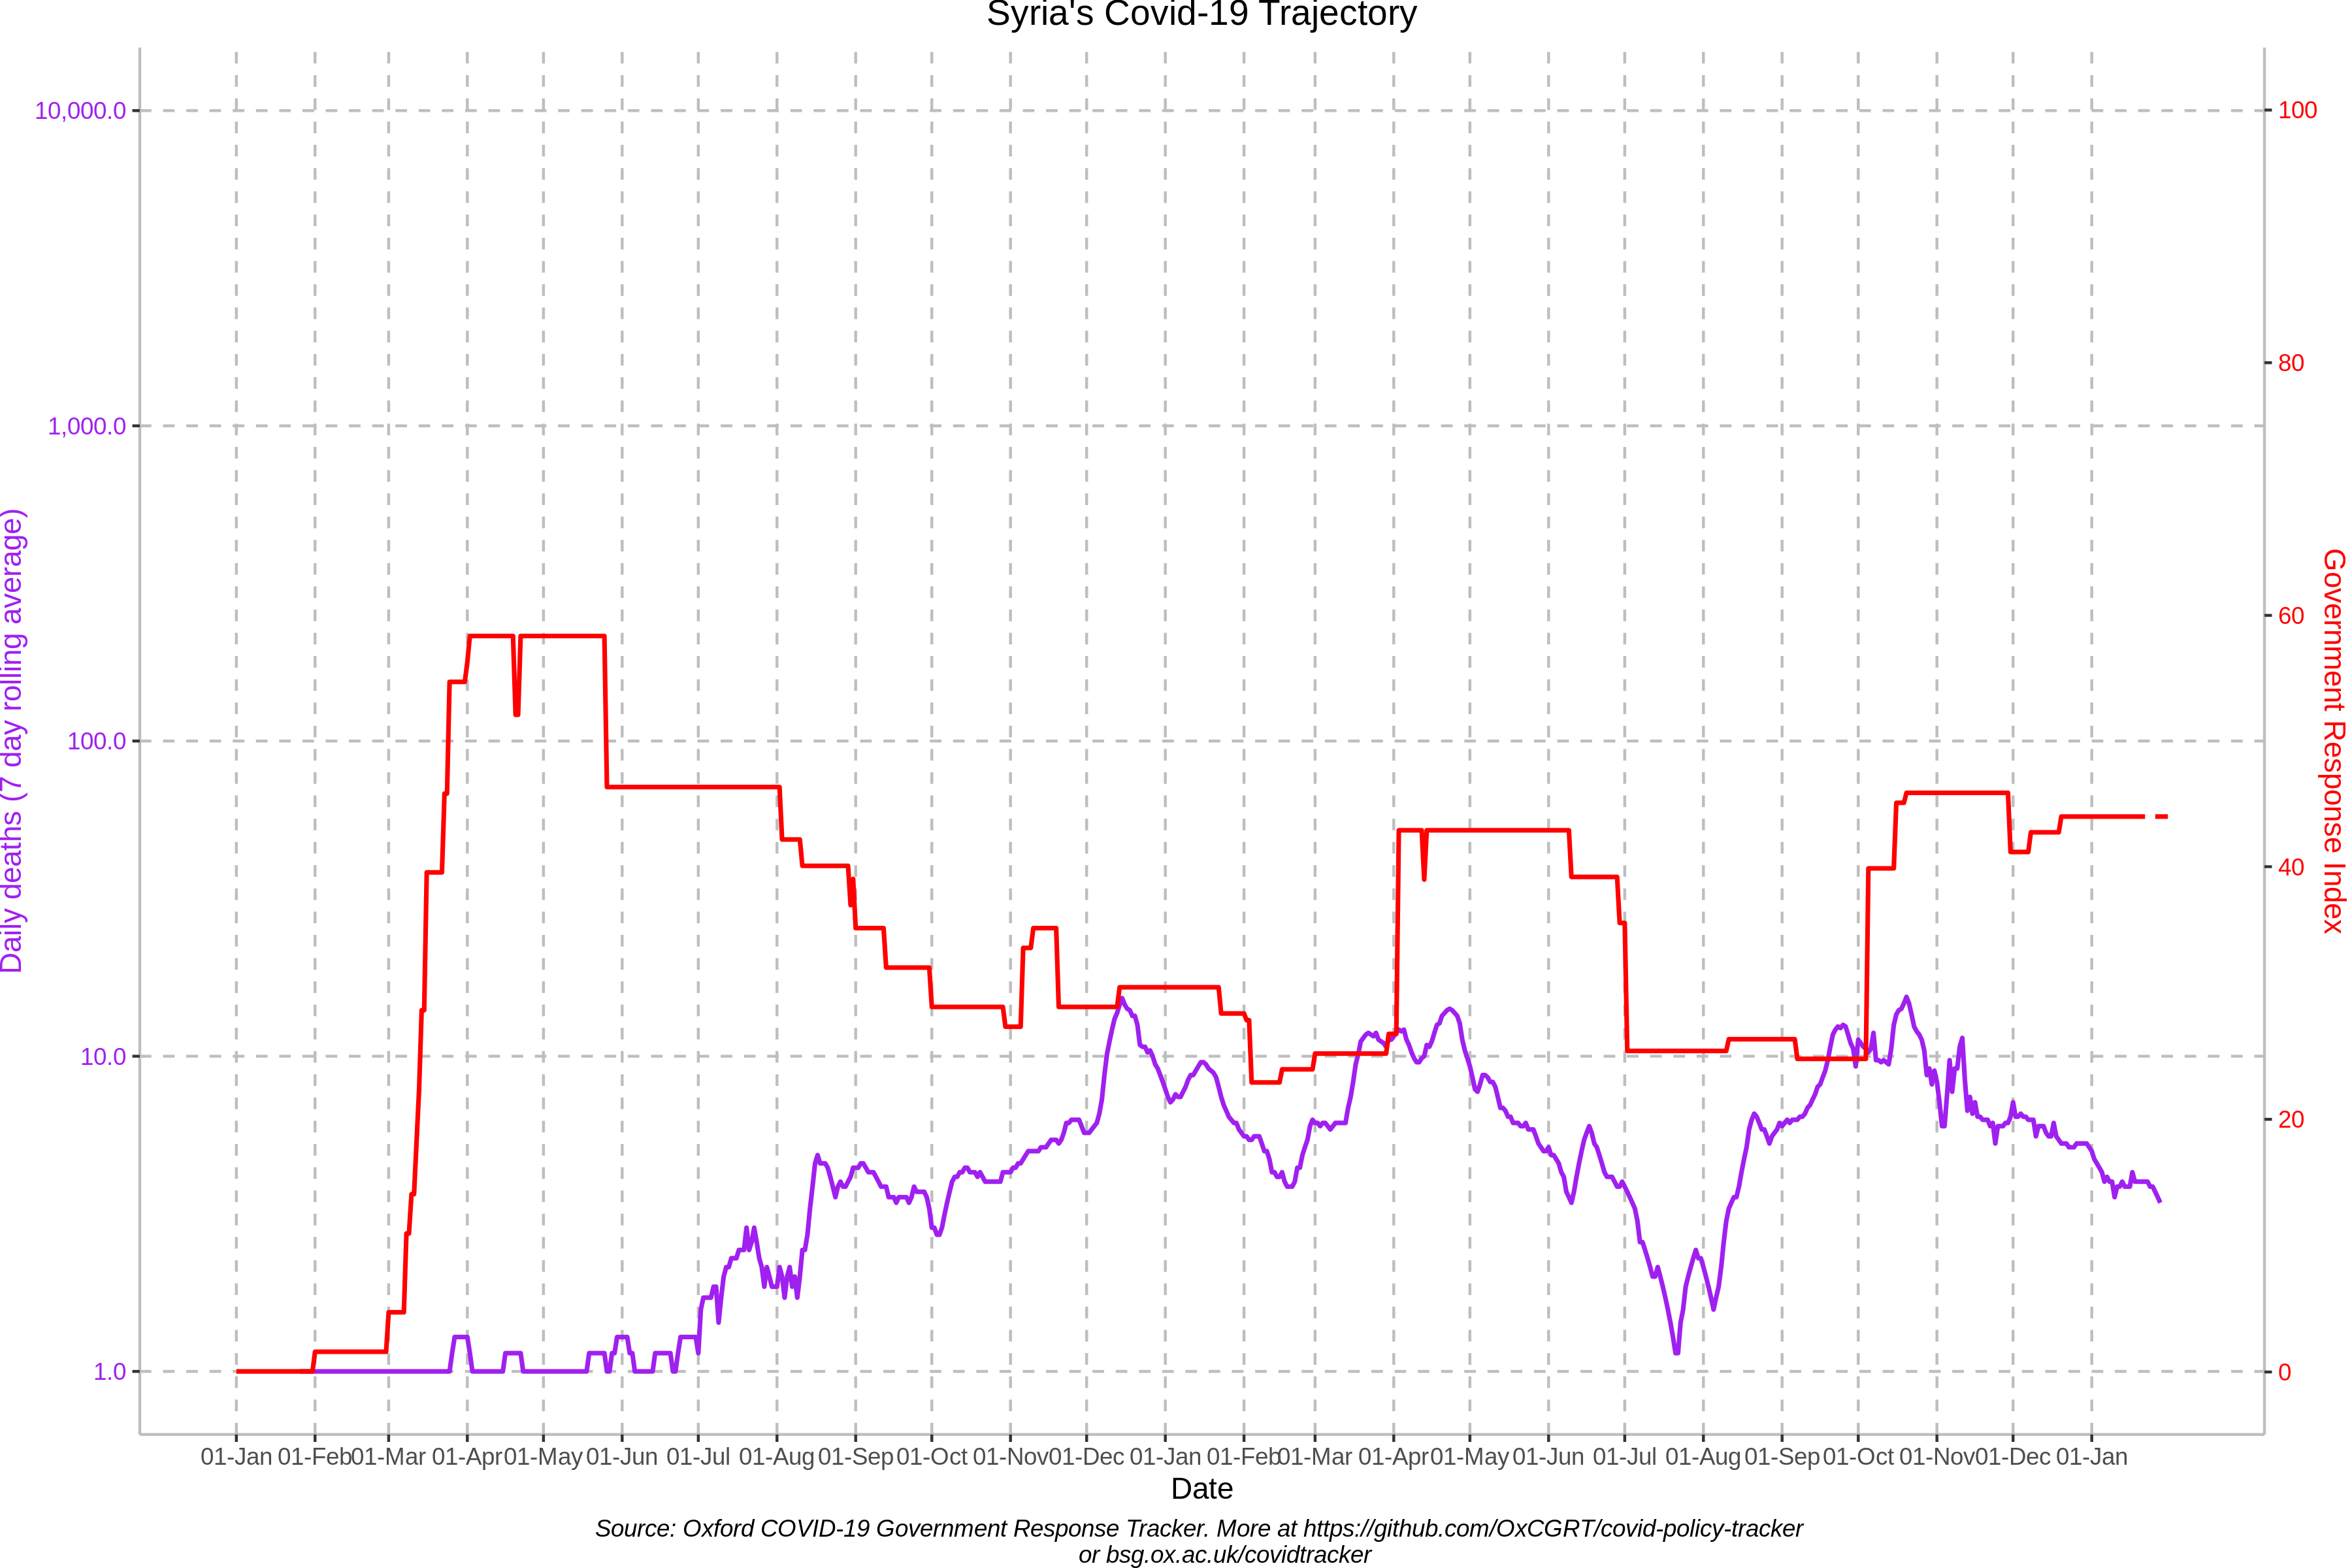 Syria's Covid-19 Trajectory
10,000.0
1,000.0
100.0
10.0
1.0
Daily deaths (7 day rolling average)
100
80
60
40
20
0
Government Response Index
01-Jan 01-Feb 01-Mar 01-Apr 01-May 01-Jun 01-Jul 01-Aug 01-Sep 01-Oct 01-Nov 01-Dec 01-Jan 01-Feb 01-Mar 01-Apr 01-May 01-Jun 01-Jul 01-Aug 01-Sep 01-Oct 01-Nov 01-Dec 01-Jan
Date
Source: Oxford COVID-19 Government Response Tracker. More at https://github.com/OxCGRT/covid-policy-tracker
or bsg.ox.ac.uk/covidtracker